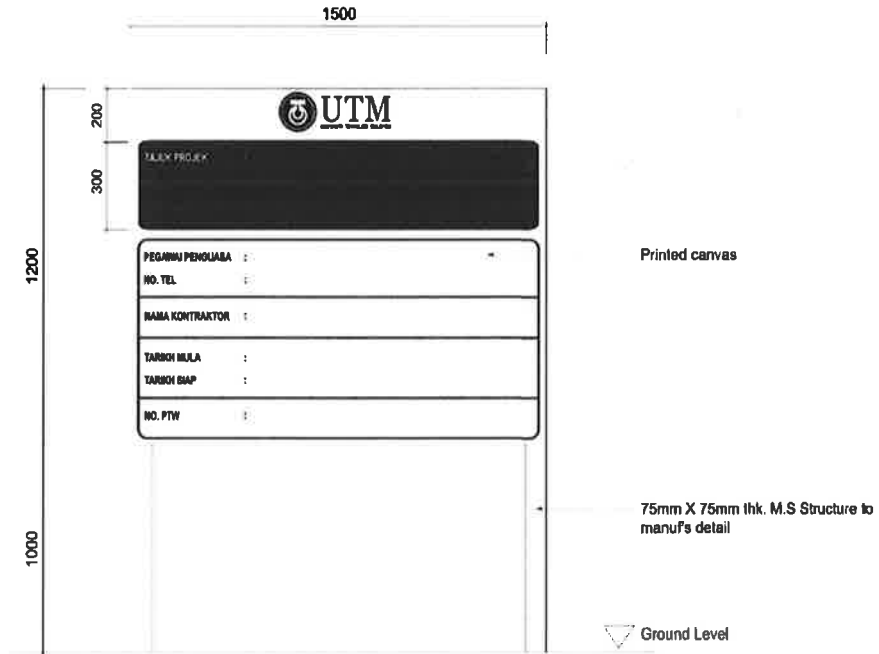 1500
200
UTM
300
TAJUK PROJEK
1200
PEGAWAI PENGUASA :
Printed canvas
NO. TEL :
NAMA KONTRAKTOR :
TARIKH MULA :
TARIKH SIAP :
NO. PTW :
1000
75mm X 75mm thk. M.S Structure to
manuf's detail
Ground Level